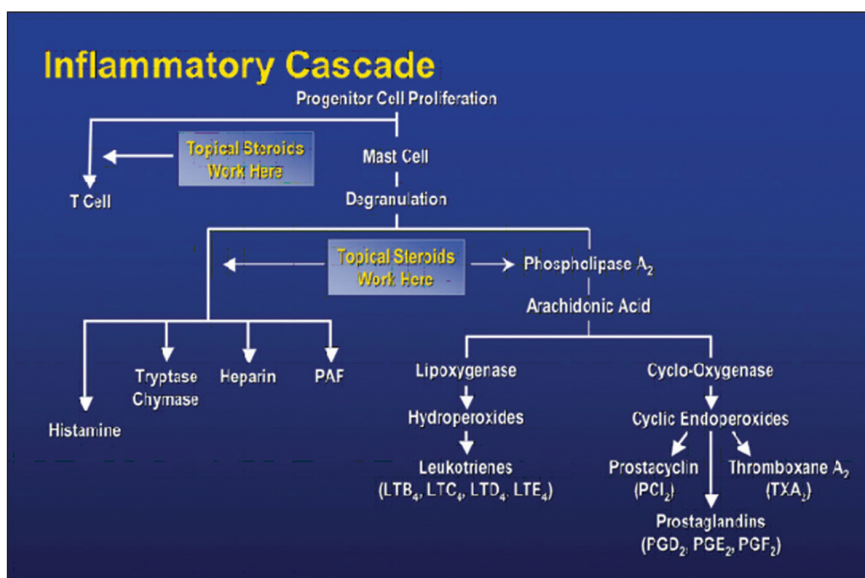 Inflammatory Cascade
Progenitor Cell Proliferation
Topical Steroids
Work Here
Mast Cell
T Cell
Degranulation
Topical Steroids
Work Here
Phospholipase A₂
Arachidonic Acid
Tryptase
Chymase
Heparin
PAF
Histamine
Lipoxygenase
Cyclo-Oxygenase
Hydroperoxides
Cyclic Endoperoxides
Leukotrienes
(LTB₄, LTC₄, LTD₄. LTE₄)
Prostacyclin
(PCI₂)
Thromboxane A₂
(TXA₂)
Prostaglandins
(PGD₂, PGE₂, PGF₂)